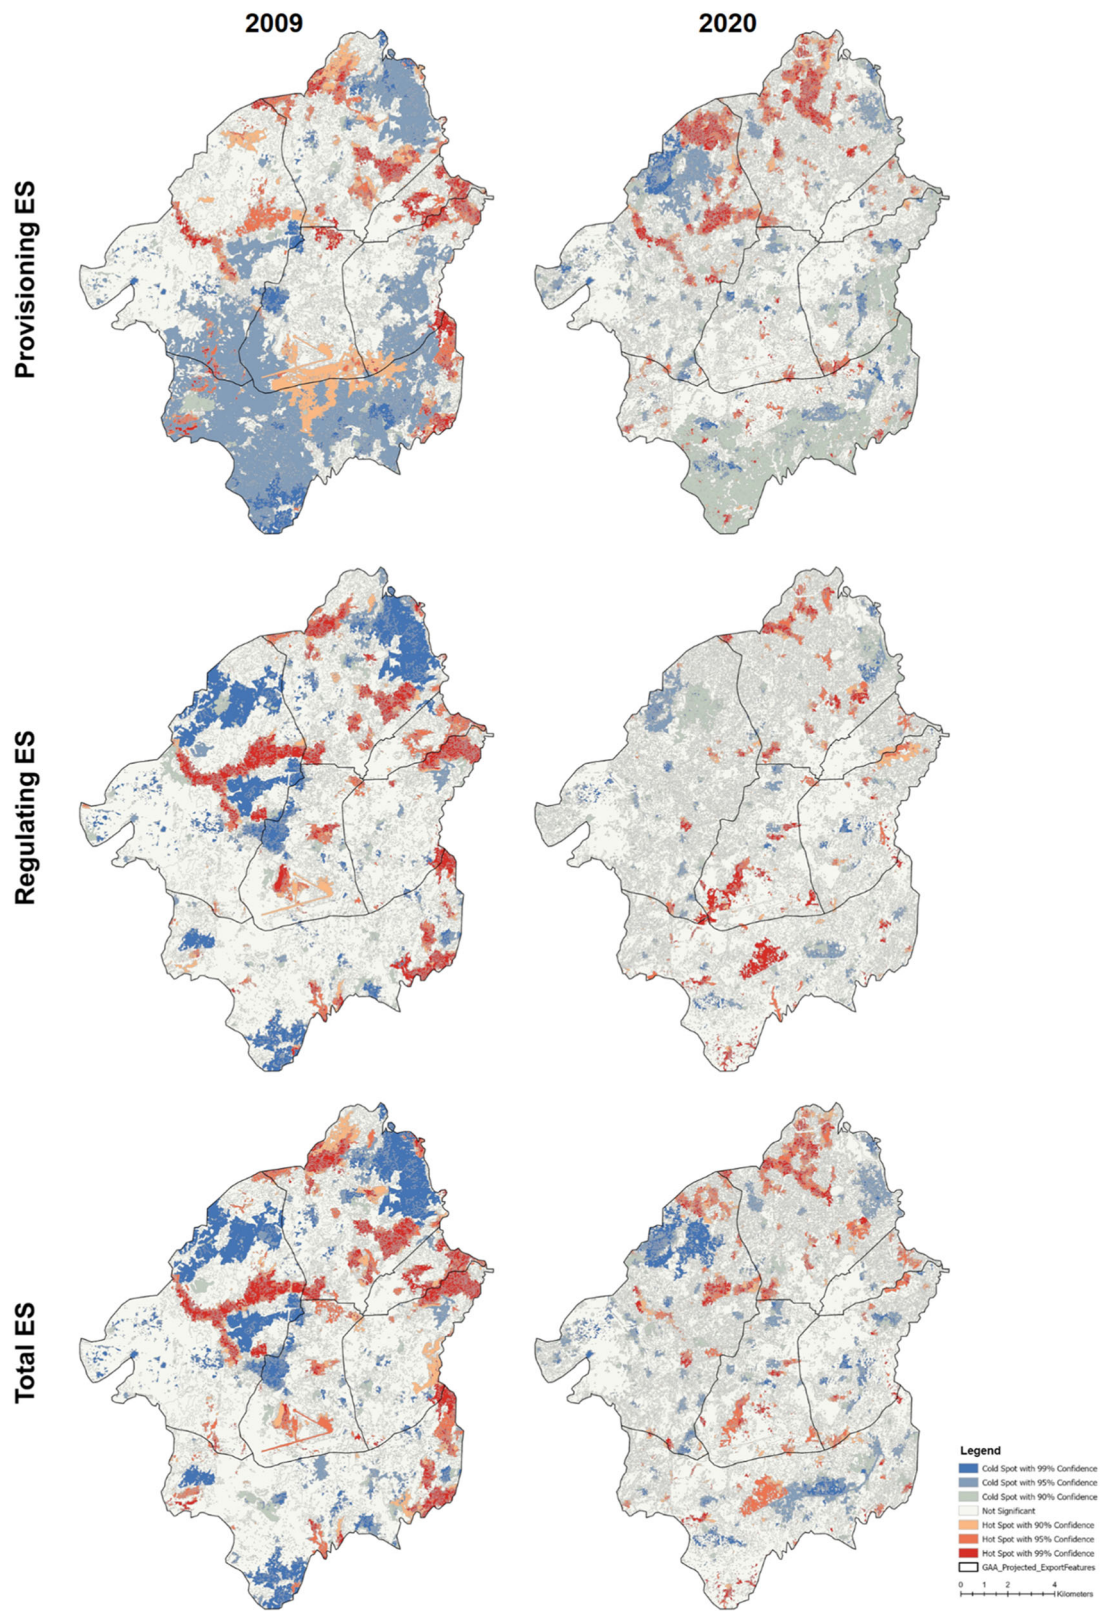 2009
2020
Provisioning ES
Regulating ES
Total ES
Legend
Cold Spot with 99% Confidence
Cold Spot with 95% Confidence
Cold Spot with 90% Confidence
Not Significant
Hot Spot with 90% Confidence
Hot Spot with 95% Confidence
Hot Spot with 99% Confidence
GAA_Projected_ExportFeatures
0 1 2 4
Kilometers